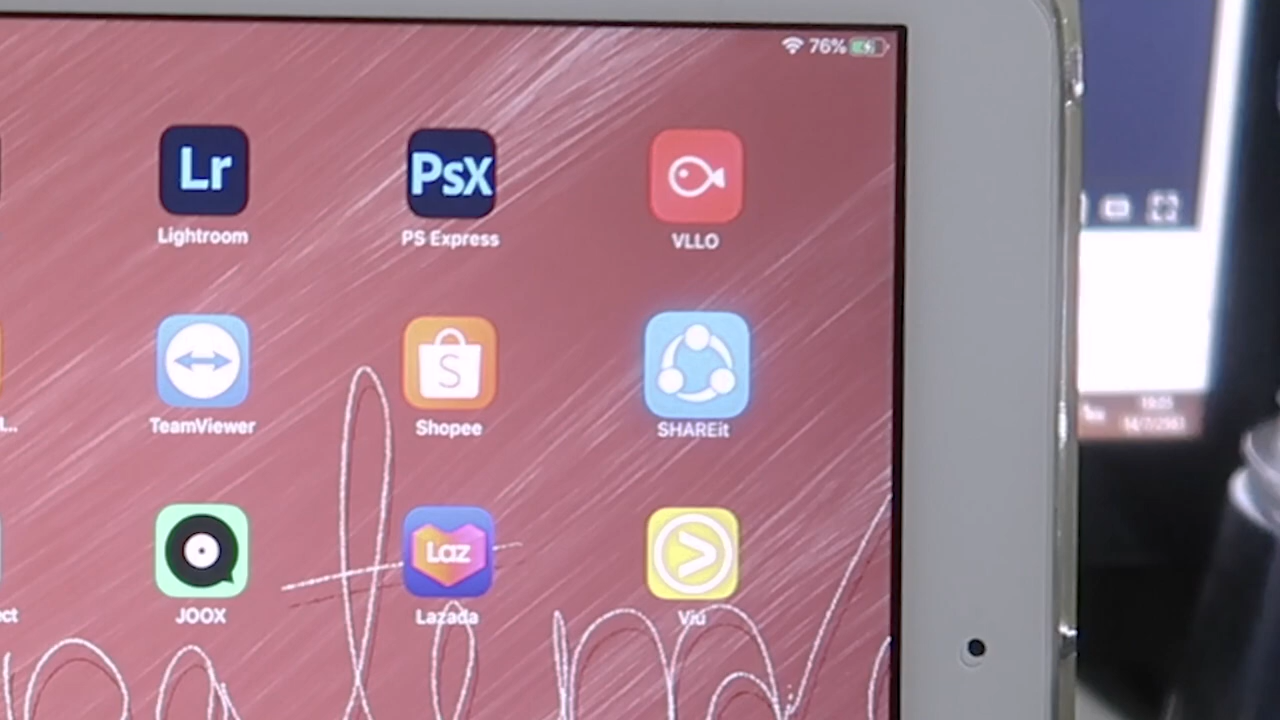 76%
Lr
PsX
Lightroom
PS Express
VLLO
S
TeamViewer
Shopee
SHAREit
Laz
ect
JOOX
Lazada
Viu
19:05
14/7/2563